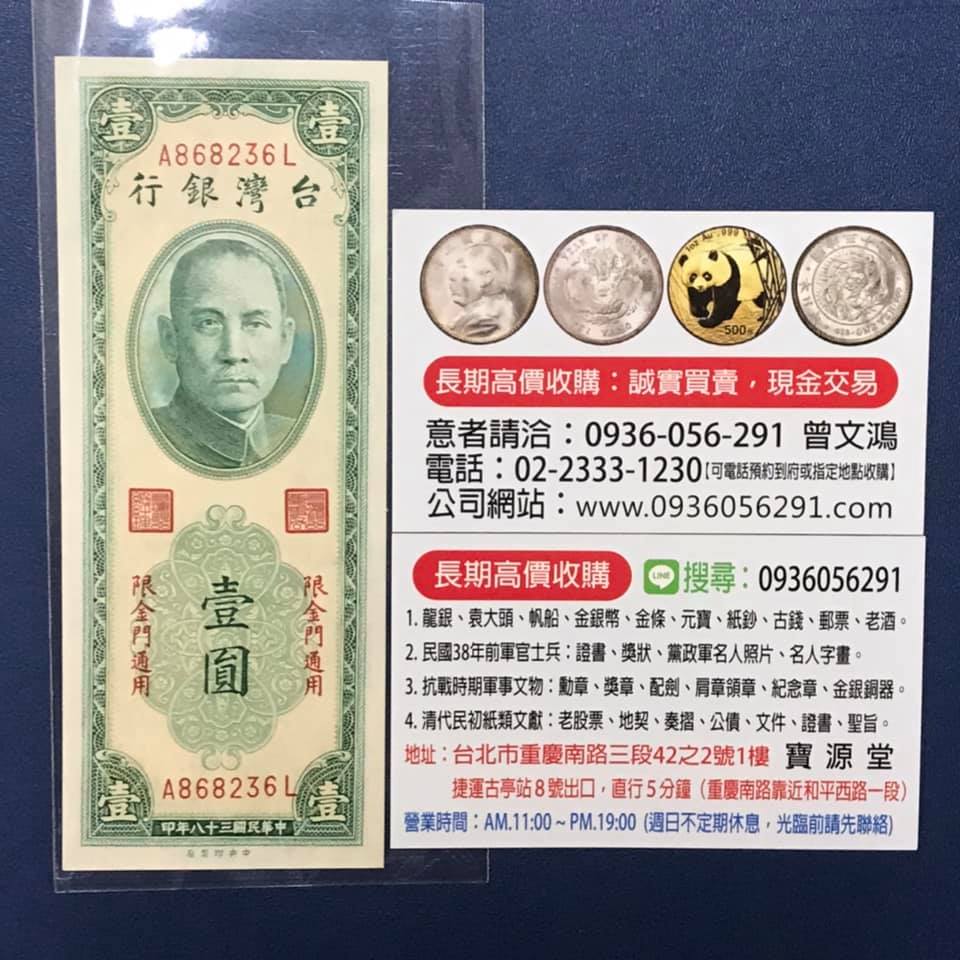 壹 壹
A868236L
行銀灣台
限金門通用
壹圓
限金門通用
A868236L
壹 壹
印年八十三國民華中
1oz Au .999
500元
長期高價收購：誠實買賣，現金交易
意者請洽：0936-056-291 曾文鴻
電話：02-2333-1230【可電話預約到府或指定地點收購】
公司網站：www.0936056291.com
長期高價收購 LINE 搜尋：0936056291
1. 龍銀、袁大頭、帆船、金銀幣、金條、元寶、紙鈔、古錢、郵票、老酒。
2. 民國38年前軍官士兵：證書、獎狀、黨政軍名人照片、名人字畫。
3. 抗戰時期軍事文物：勳章、獎章、配劍、肩章領章、紀念章、金銀銅器。
4. 清代民初紙類文獻：老股票、地契、奏摺、公債、文件、證書、聖旨。
地址：台北市重慶南路三段42之2號1樓 寶源堂
捷運古亭站8號出口，直行5分鐘（重慶南路靠近和平西路一段）
營業時間：AM.11:00 ~ PM.19:00 (週日不定期休息，光臨前請先聯絡)